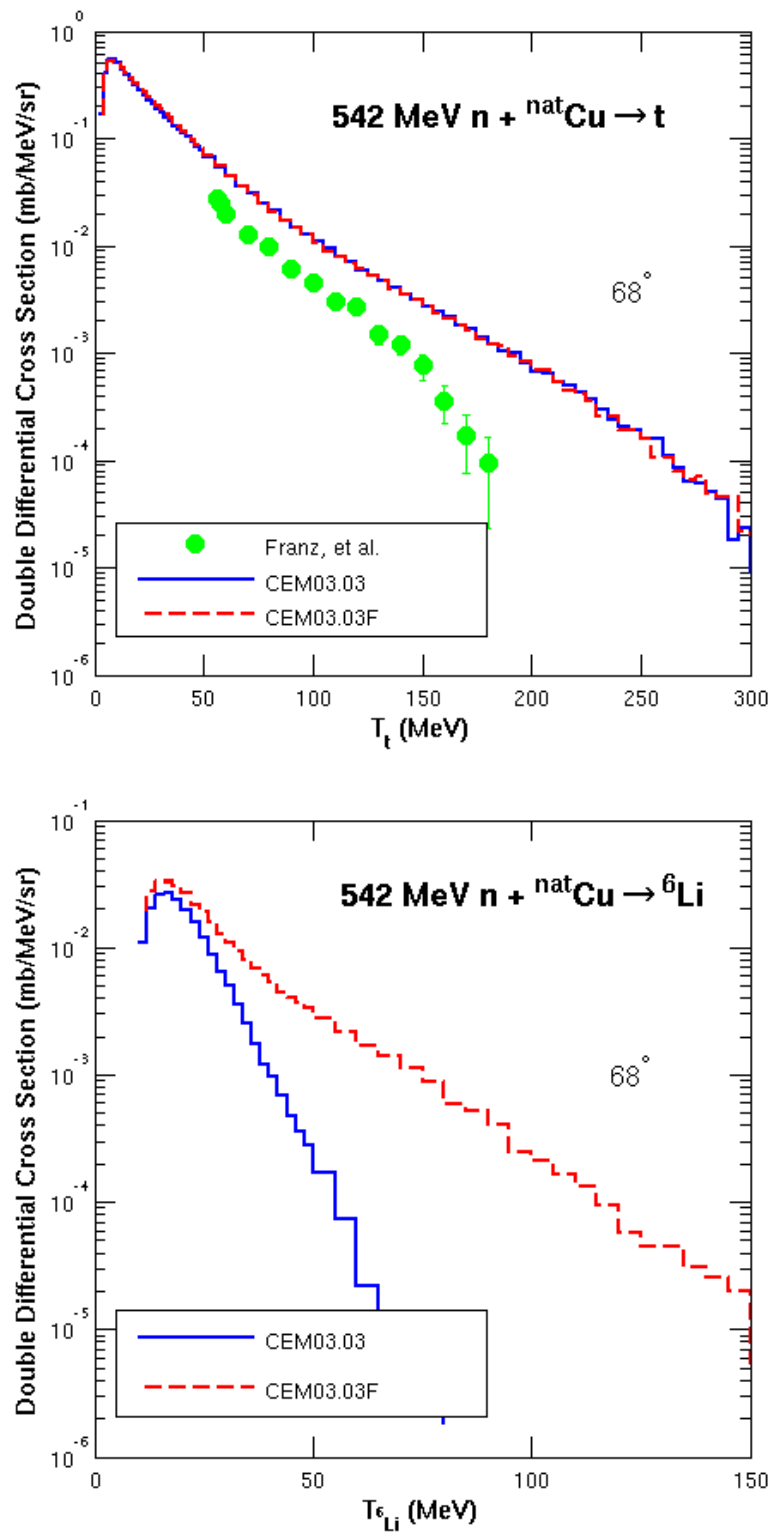 10⁰
10⁻¹
10⁻²
10⁻³
10⁻⁴
10⁻⁵
10⁻⁶
Double Differential Cross Section (mb/MeV/sr)
542 MeV n + ⁿᵃᵗCu → t
68°
Franz, et al.
CEM03.03
CEM03.03F
0 50 100 150 200 250 300
Tₜ (MeV)
10⁻¹
10⁻²
10⁻³
10⁻⁴
10⁻⁵
10⁻⁶
Double Differential Cross Section (mb/MeV/sr)
542 MeV n + ⁿᵃᵗCu → ⁶Li
68°
CEM03.03
CEM03.03F
0 50 100 150
T⁶Li (MeV)